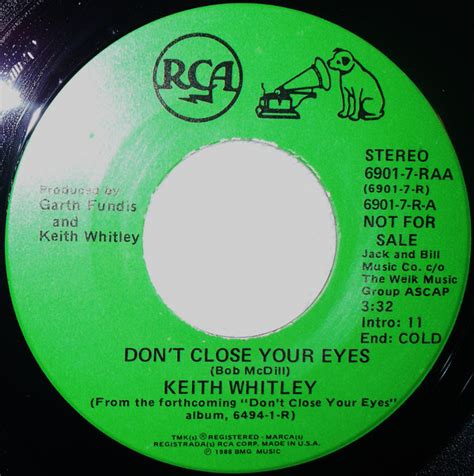 RCA
STEREO
6901-7-RAA
(6901-7-R)
6901-7-R-A
NOT FOR
SALE
Jack and Bill
Music Co. c/o
The Welk Music
Group ASCAP
3:32
Intro: 11
End: COLD
Produced by
Garth Fundis
and
Keith Whitley
DON'T CLOSE YOUR EYES
(Bob McDill)
KEITH WHITLEY
(From the forthcoming "Don't Close Your Eyes"
album, 6494-1-R)
TMK(s) ® REGISTERED - MARCA(s)
REGISTRADA(s) RCA CORP. MADE IN U.S.A.
℗ 1988 BMG MUSIC